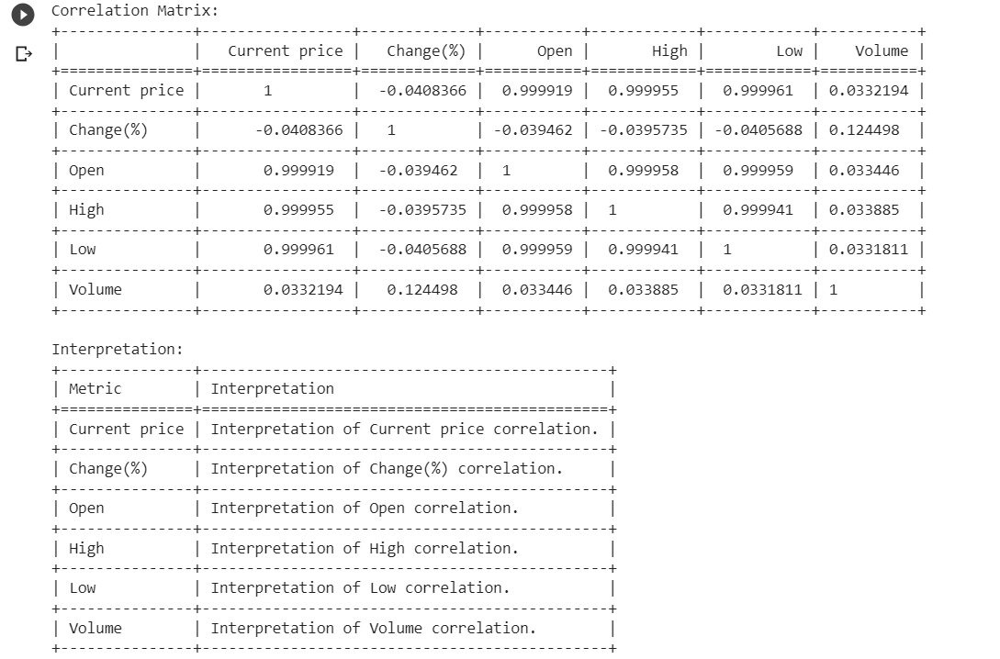 Correlation Matrix:
| | Current price | Change(%) | Open | High | Low | Volume |
| Current price | 1 | -0.0408366 | 0.999919 | 0.999955 | 0.999961 | 0.0332194 |
| Change(%) | -0.0408366 | 1 | -0.039462 | -0.0395735 | -0.0405688 | 0.124498 |
| Open | 0.999919 | -0.039462 | 1 | 0.999958 | 0.999959 | 0.033446 |
| High | 0.999955 | -0.0395735 | 0.999958 | 1 | 0.999941 | 0.033885 |
| Low | 0.999961 | -0.0405688 | 0.999959 | 0.999941 | 1 | 0.0331811 |
| Volume | 0.0332194 | 0.124498 | 0.033446 | 0.033885 | 0.0331811 | 1 |
Interpretation:
| Metric | Interpretation |
| Current price | Interpretation of Current price correlation. |
| Change(%) | Interpretation of Change(%) correlation. |
| Open | Interpretation of Open correlation. |
| High | Interpretation of High correlation. |
| Low | Interpretation of Low correlation. |
| Volume | Interpretation of Volume correlation. |